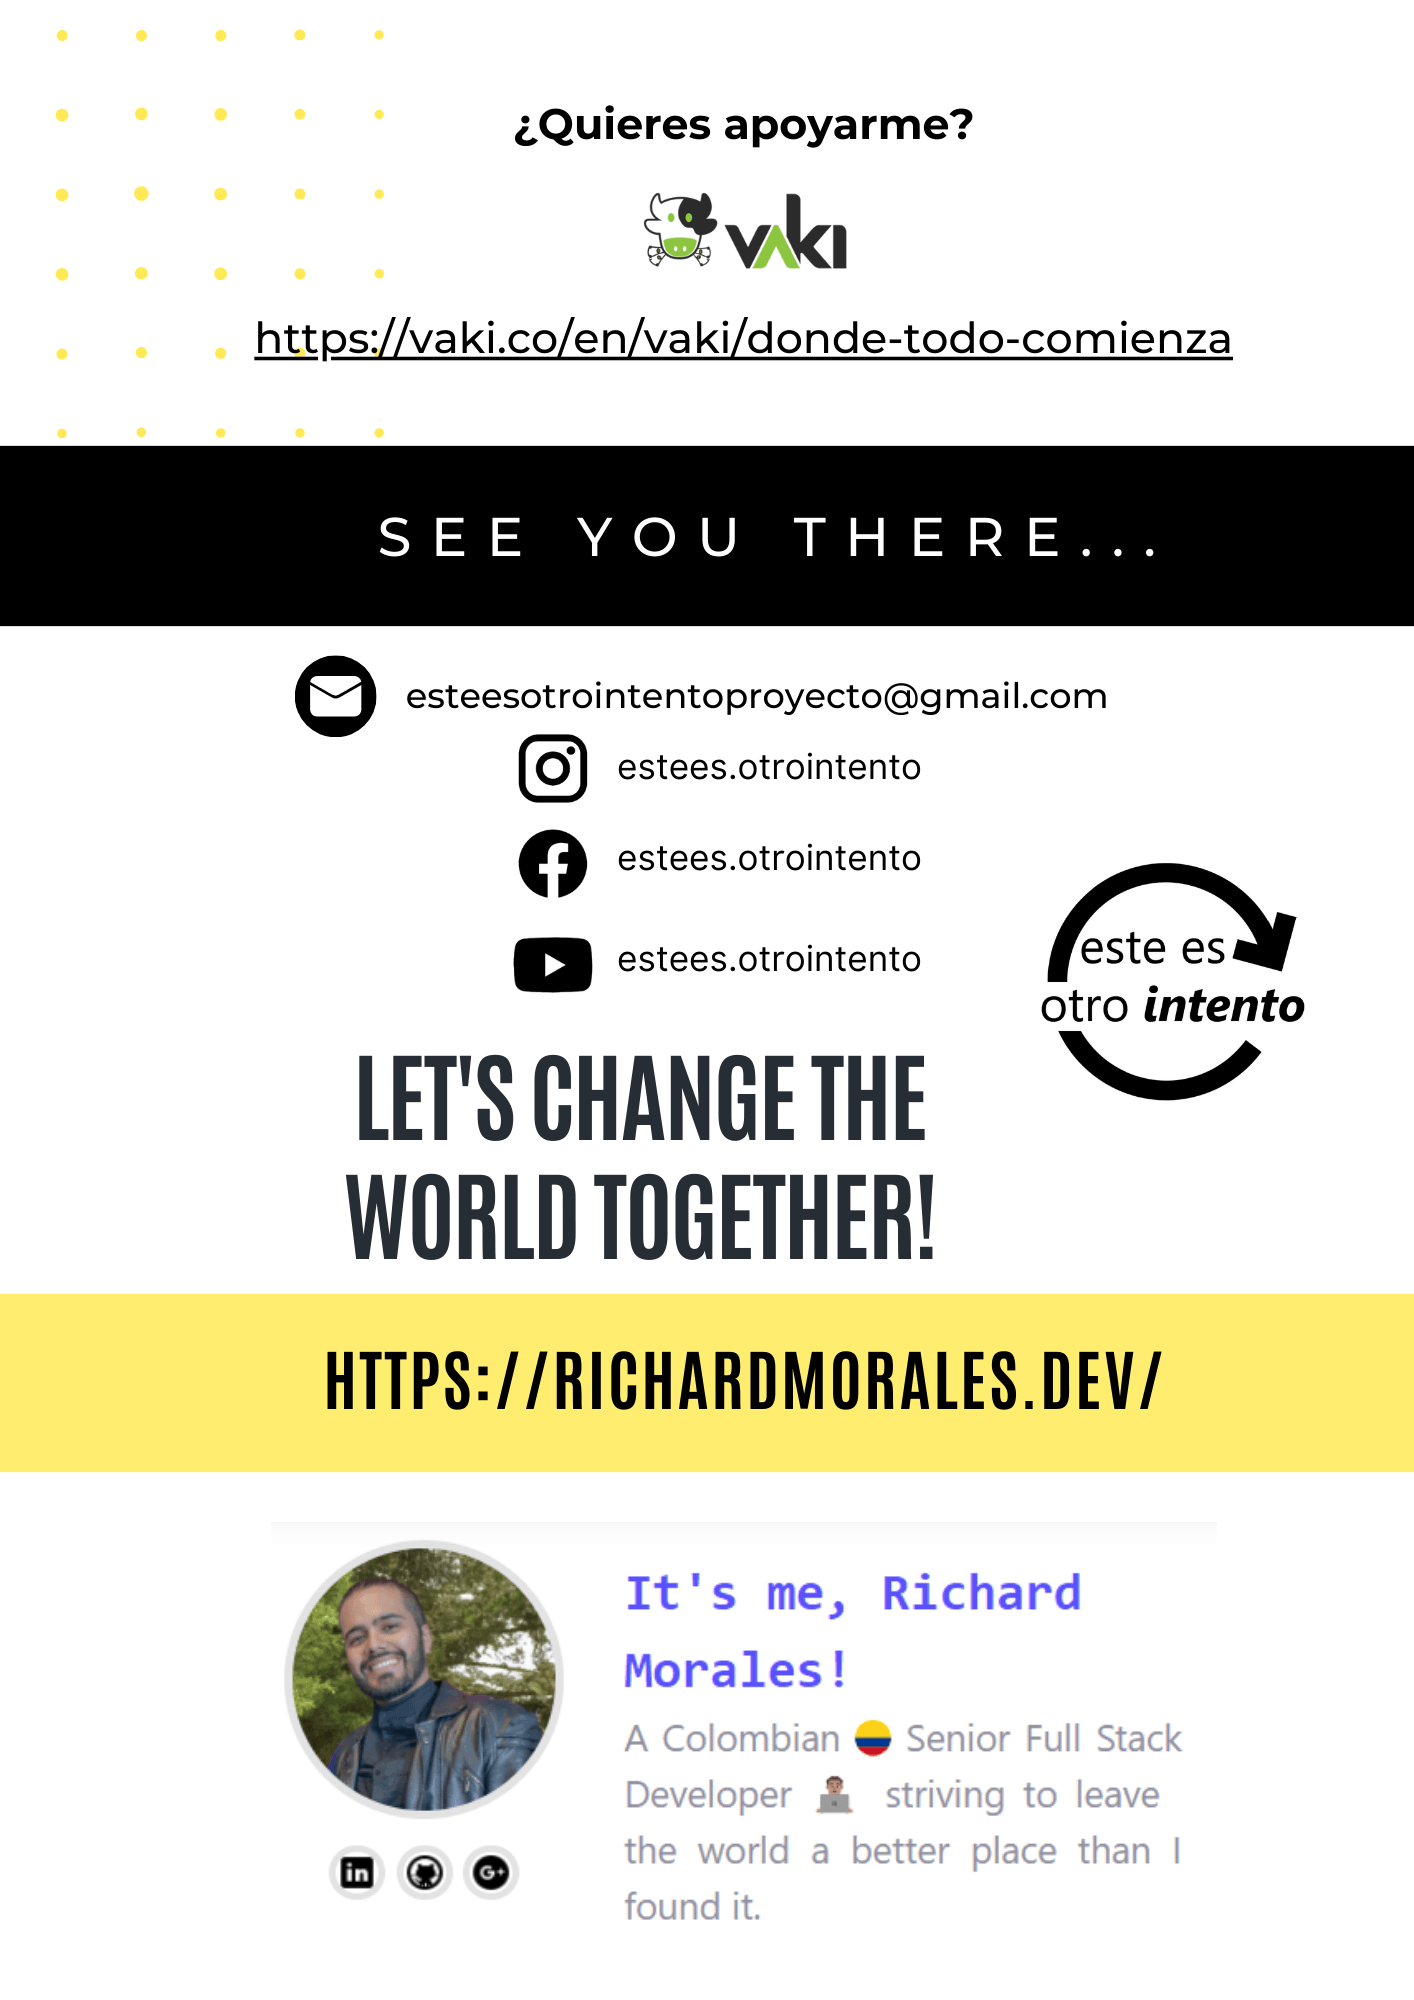 ¿Quieres apoyarme?
vaki
https://vaki.co/en/vaki/donde-todo-comienza
SEE YOU THERE...
esteesotrointentoproyecto@gmail.com
estees.otrointento
estees.otrointento
estees.otrointento
este es
otro intento
LET'S CHANGE THE
WORLD TOGETHER!
HTTPS://RICHARDMORALES.DEV/
It's me, Richard
Morales!
A Colombian Senior Full Stack
Developer striving to leave
the world a better place than I
found it.
in
G+